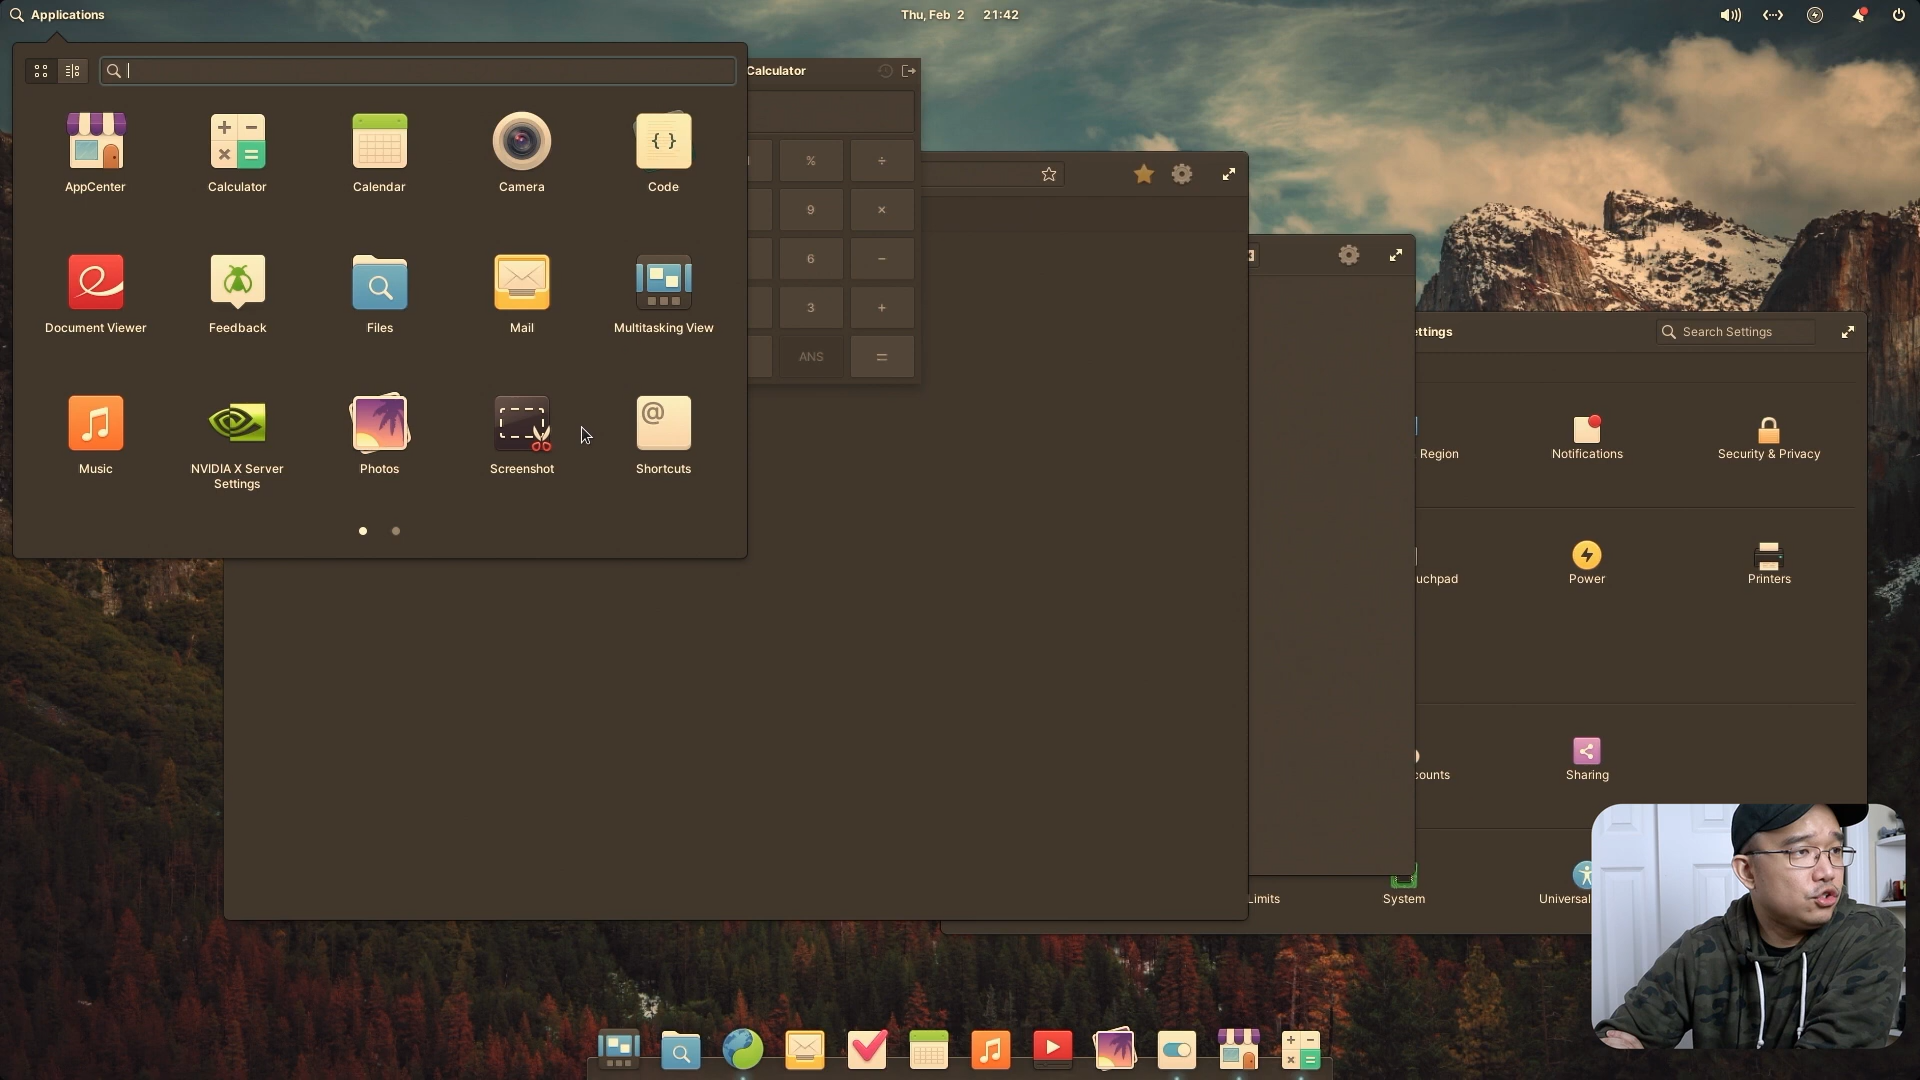 Applications
Thu, Feb 2 21:42
Calculator
AppCenter
Calculator
Calendar
Camera
Code
% ÷
9 ×
6 −
3 +
ANS =
Document Viewer
Feedback
Files
Mail
Multitasking View
ettings
Search Settings
Music
NVIDIA X Server
Settings
Photos
Screenshot
@
Shortcuts
Region
Notifications
Security & Privacy
uchpad
Power
Printers
counts
Sharing
Limits
System
Universal